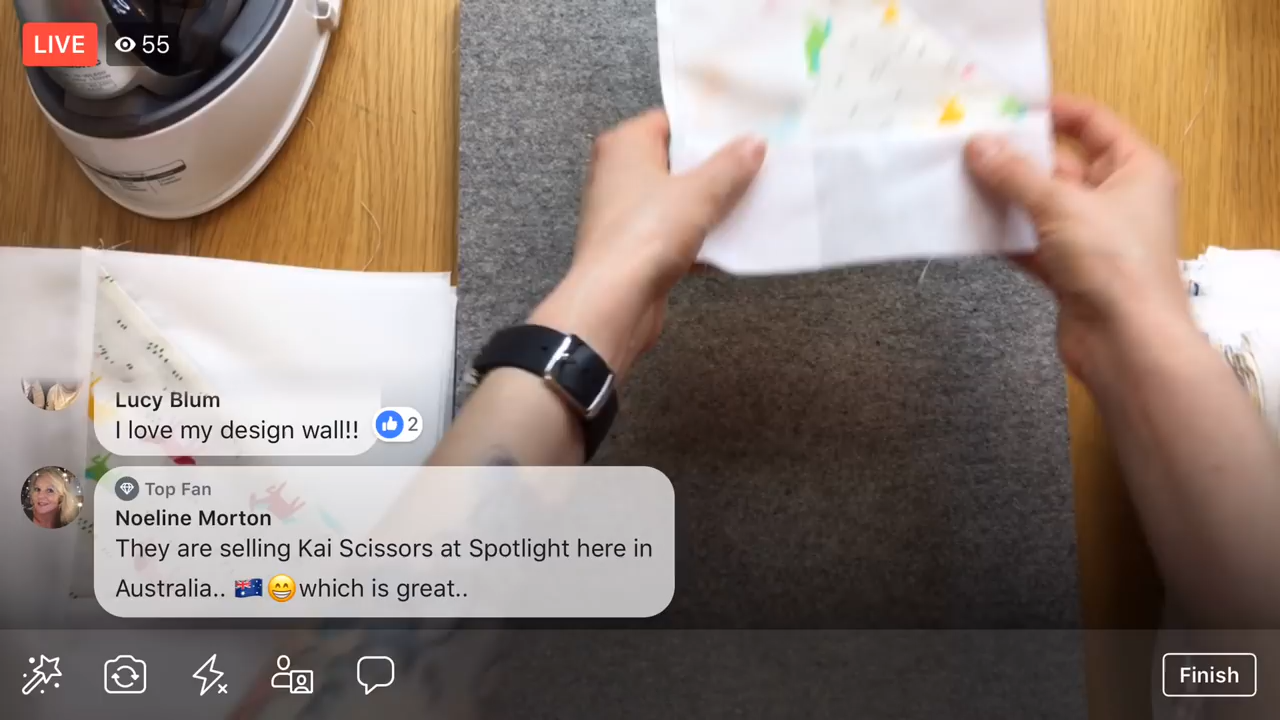 LIVE
55
Lucy Blum
I love my design wall!!
2
Top Fan
Noeline Morton
They are selling Kai Scissors at Spotlight here in
Australia.. 🇦🇺😁which is great..
Finish